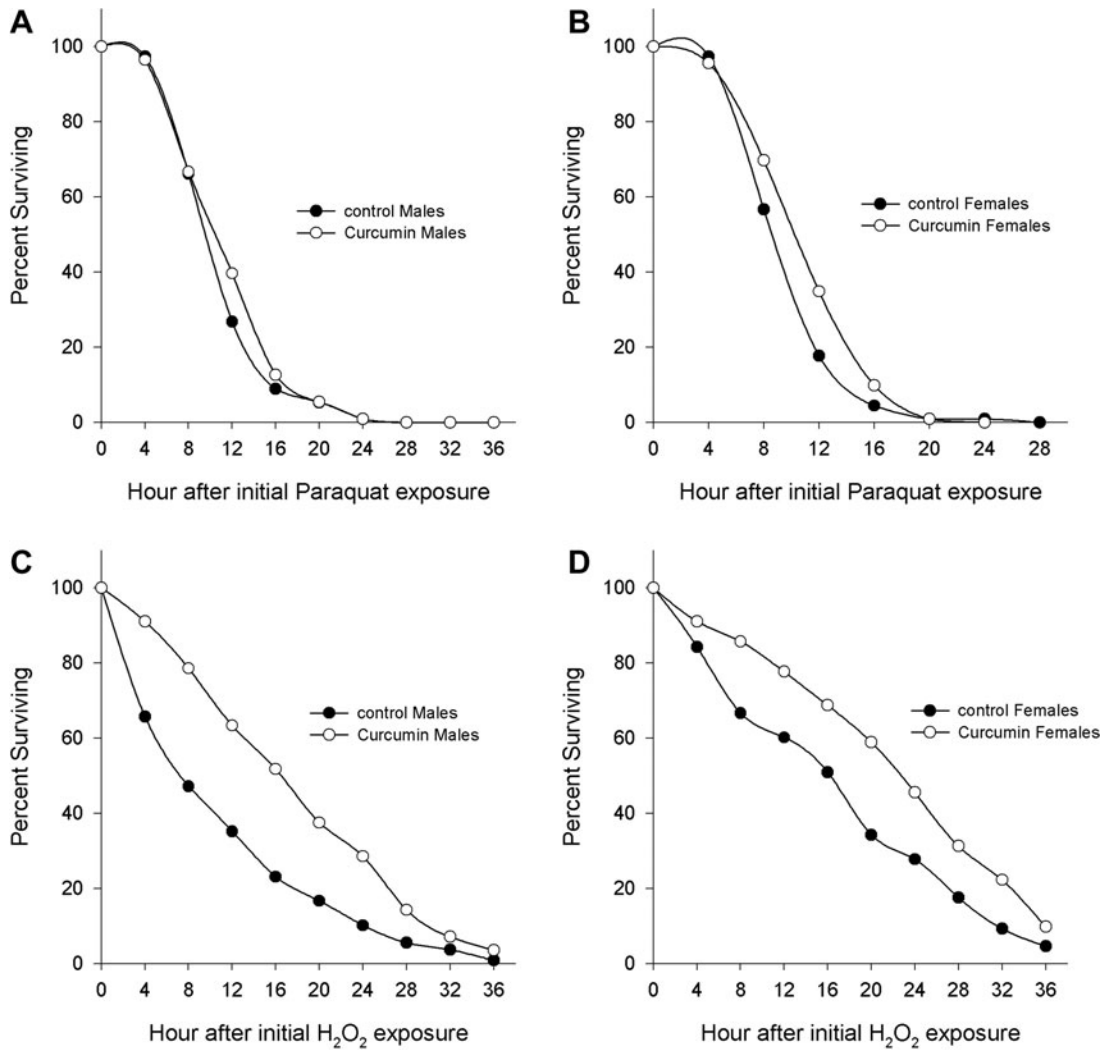 A
100
80
60
40
20
0
Percent Surviving
control Males
Curcumin Males
0 4 8 12 16 20 24 28 32 36
Hour after initial Paraquat exposure
B
100
80
60
40
20
0
Percent Surviving
control Females
Curcumin Females
0 4 8 12 16 20 24 28
Hour after initial Paraquat exposure
C
100
80
60
40
20
0
Percent Surviving
control Males
Curcumin Males
0 4 8 12 16 20 24 28 32 36
Hour after initial H₂O₂ exposure
D
100
80
60
40
20
0
Percent Surviving
control Females
Curcumin Females
0 4 8 12 16 20 24 28 32 36
Hour after initial H₂O₂ exposure